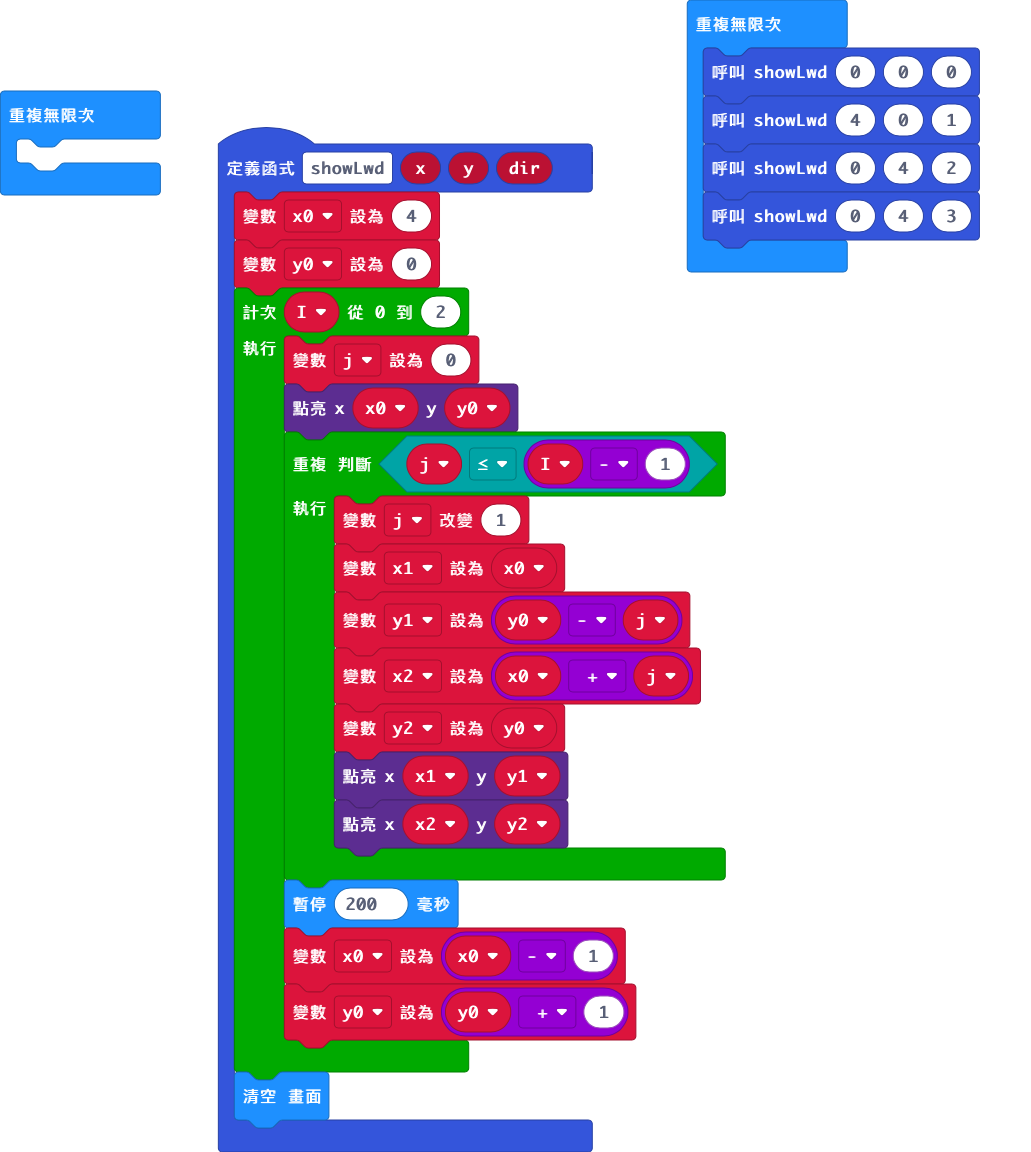 重複無限次
定義函式 showLwd x y dir
變數 x0 設為 4
變數 y0 設為 0
計次 I 從 0 到 2
執行
變數 j 設為 0
點亮 x x0 y y0
重複 判斷 j ≤ I - 1
執行
變數 j 改變 1
變數 x1 設為 x0
變數 y1 設為 y0 - j
變數 x2 設為 x0 + j
變數 y2 設為 y0
點亮 x x1 y y1
點亮 x x2 y y2
暫停 200 毫秒
變數 x0 設為 x0 - 1
變數 y0 設為 y0 + 1
清空 畫面
重複無限次
呼叫 showLwd 0 0 0
呼叫 showLwd 4 0 1
呼叫 showLwd 0 4 2
呼叫 showLwd 0 4 3